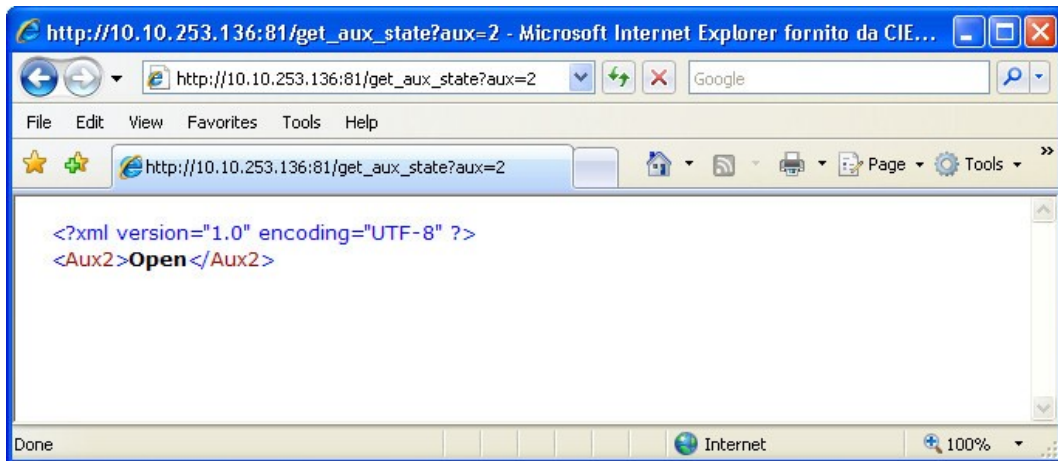 http://10.10.253.136:81/get_aux_state?aux=2 - Microsoft Internet Explorer fornito da CIE...
http://10.10.253.136:81/get_aux_state?aux=2 Google
File Edit View Favorites Tools Help
http://10.10.253.136:81/get_aux_state?aux=2 Page Tools »
<?xml version="1.0" encoding="UTF-8" ?>
<Aux2>Open</Aux2>
Done Internet 100%